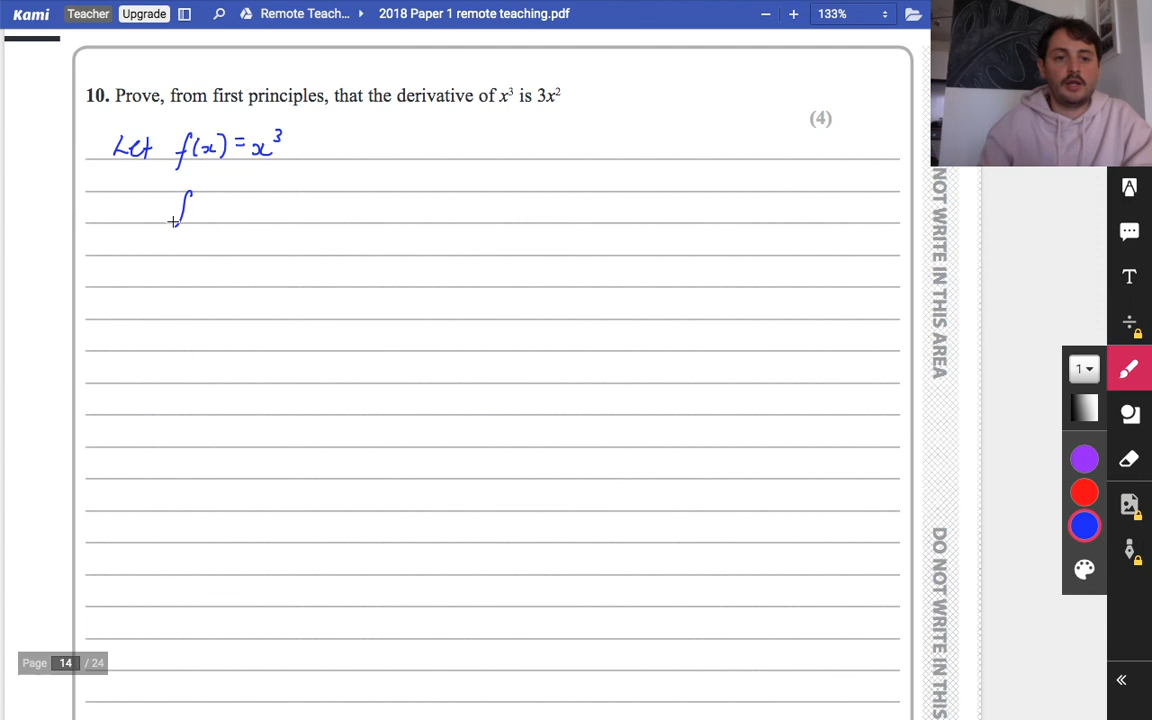 Kami Teacher Upgrade Remote Teach... 2018 Paper 1 remote teaching.pdf 133%
10. Prove, from first principles, that the derivative of x³ is 3x²
(4)
Let f(x) = x³
f
NOT WRITE IN THIS AREA
DO NOT WRITE IN THIS
T
1
Page 14 / 24